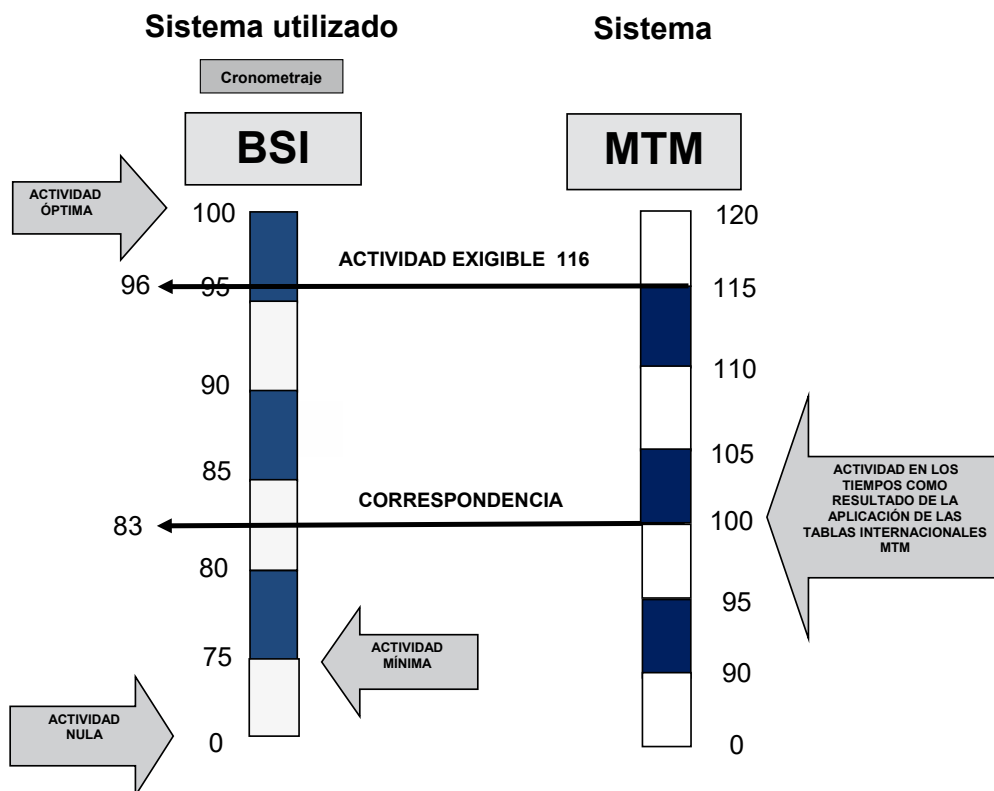 Sistema utilizado
Sistema
Cronometraje
BSI
MTM
ACTIVIDAD
ÓPTIMA
100
120
ACTIVIDAD EXIGIBLE 116
96
95
115
90
110
85
105
ACTIVIDAD EN LOS
TIEMPOS COMO
RESULTADO DE LA
APLICACIÓN DE LAS
TABLAS INTERNACIONALES
MTM
CORRESPONDENCIA
83
100
80
95
75
ACTIVIDAD
MÍNIMA
90
ACTIVIDAD
NULA
0
0